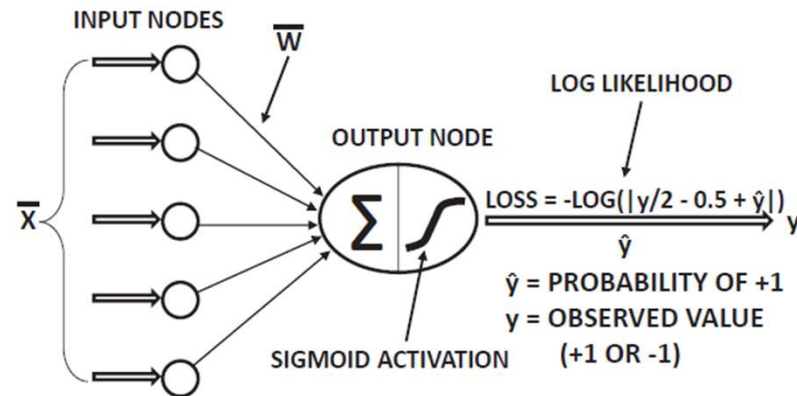 INPUT NODES
W̅
LOG LIKELIHOOD
OUTPUT NODE
X̅
∑
LOSS = -LOG(|y/2 - 0.5 + ŷ|)
y
ŷ
ŷ = PROBABILITY OF +1
y = OBSERVED VALUE
(+1 OR -1)
SIGMOID ACTIVATION